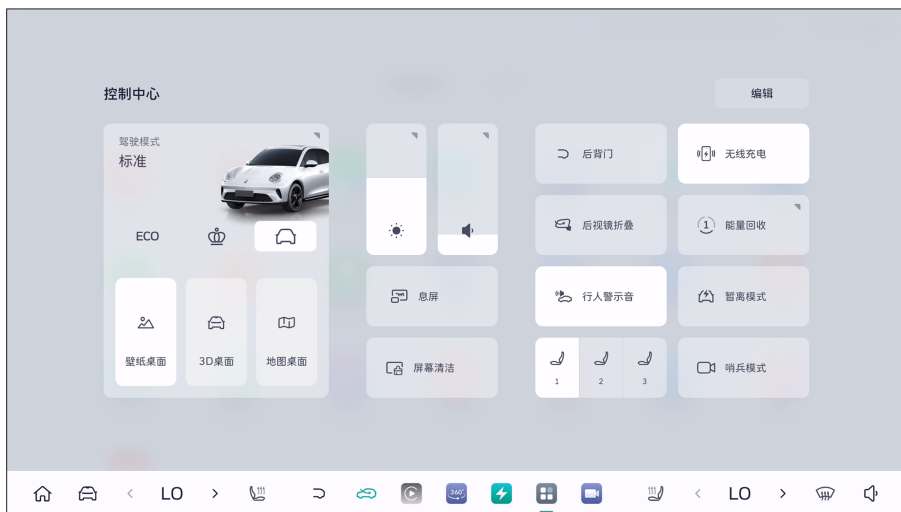 控制中心
编辑
驾驶模式
标准
ECO
壁纸桌面
3D桌面
地图桌面
息屏
屏幕清洁
后背门
无线充电
后视镜折叠
1
能量回收
行人警示音
暂离模式
1
2
3
哨兵模式
LO
360°
LO